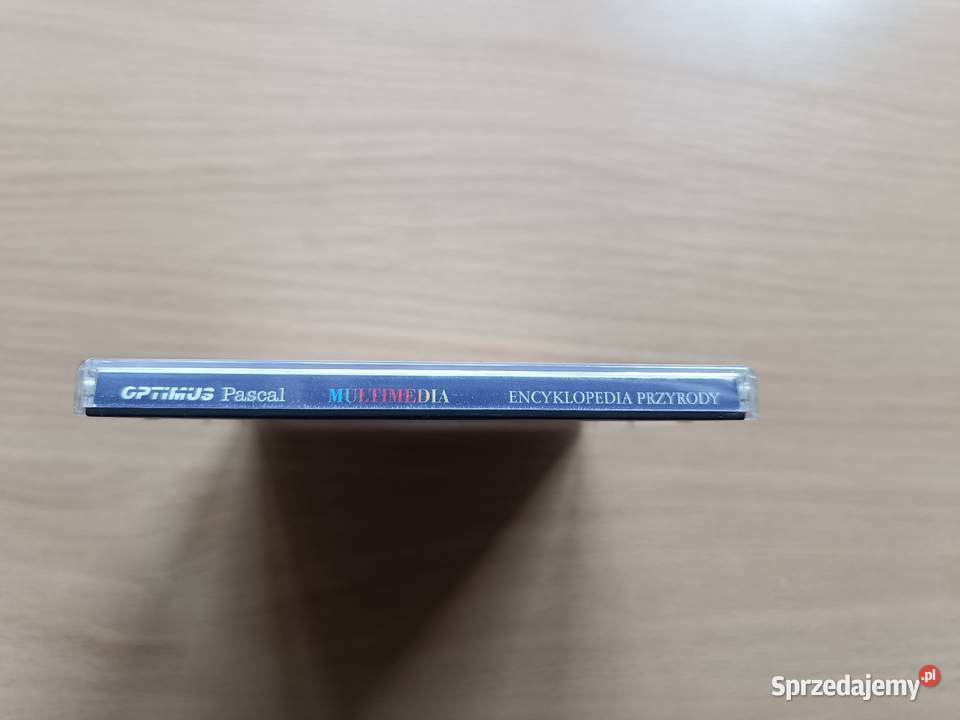 OPTIMUS Pascal MULTIMEDIA ENCYKLOPEDIA PRZYRODY
Sprzedajemy.pl